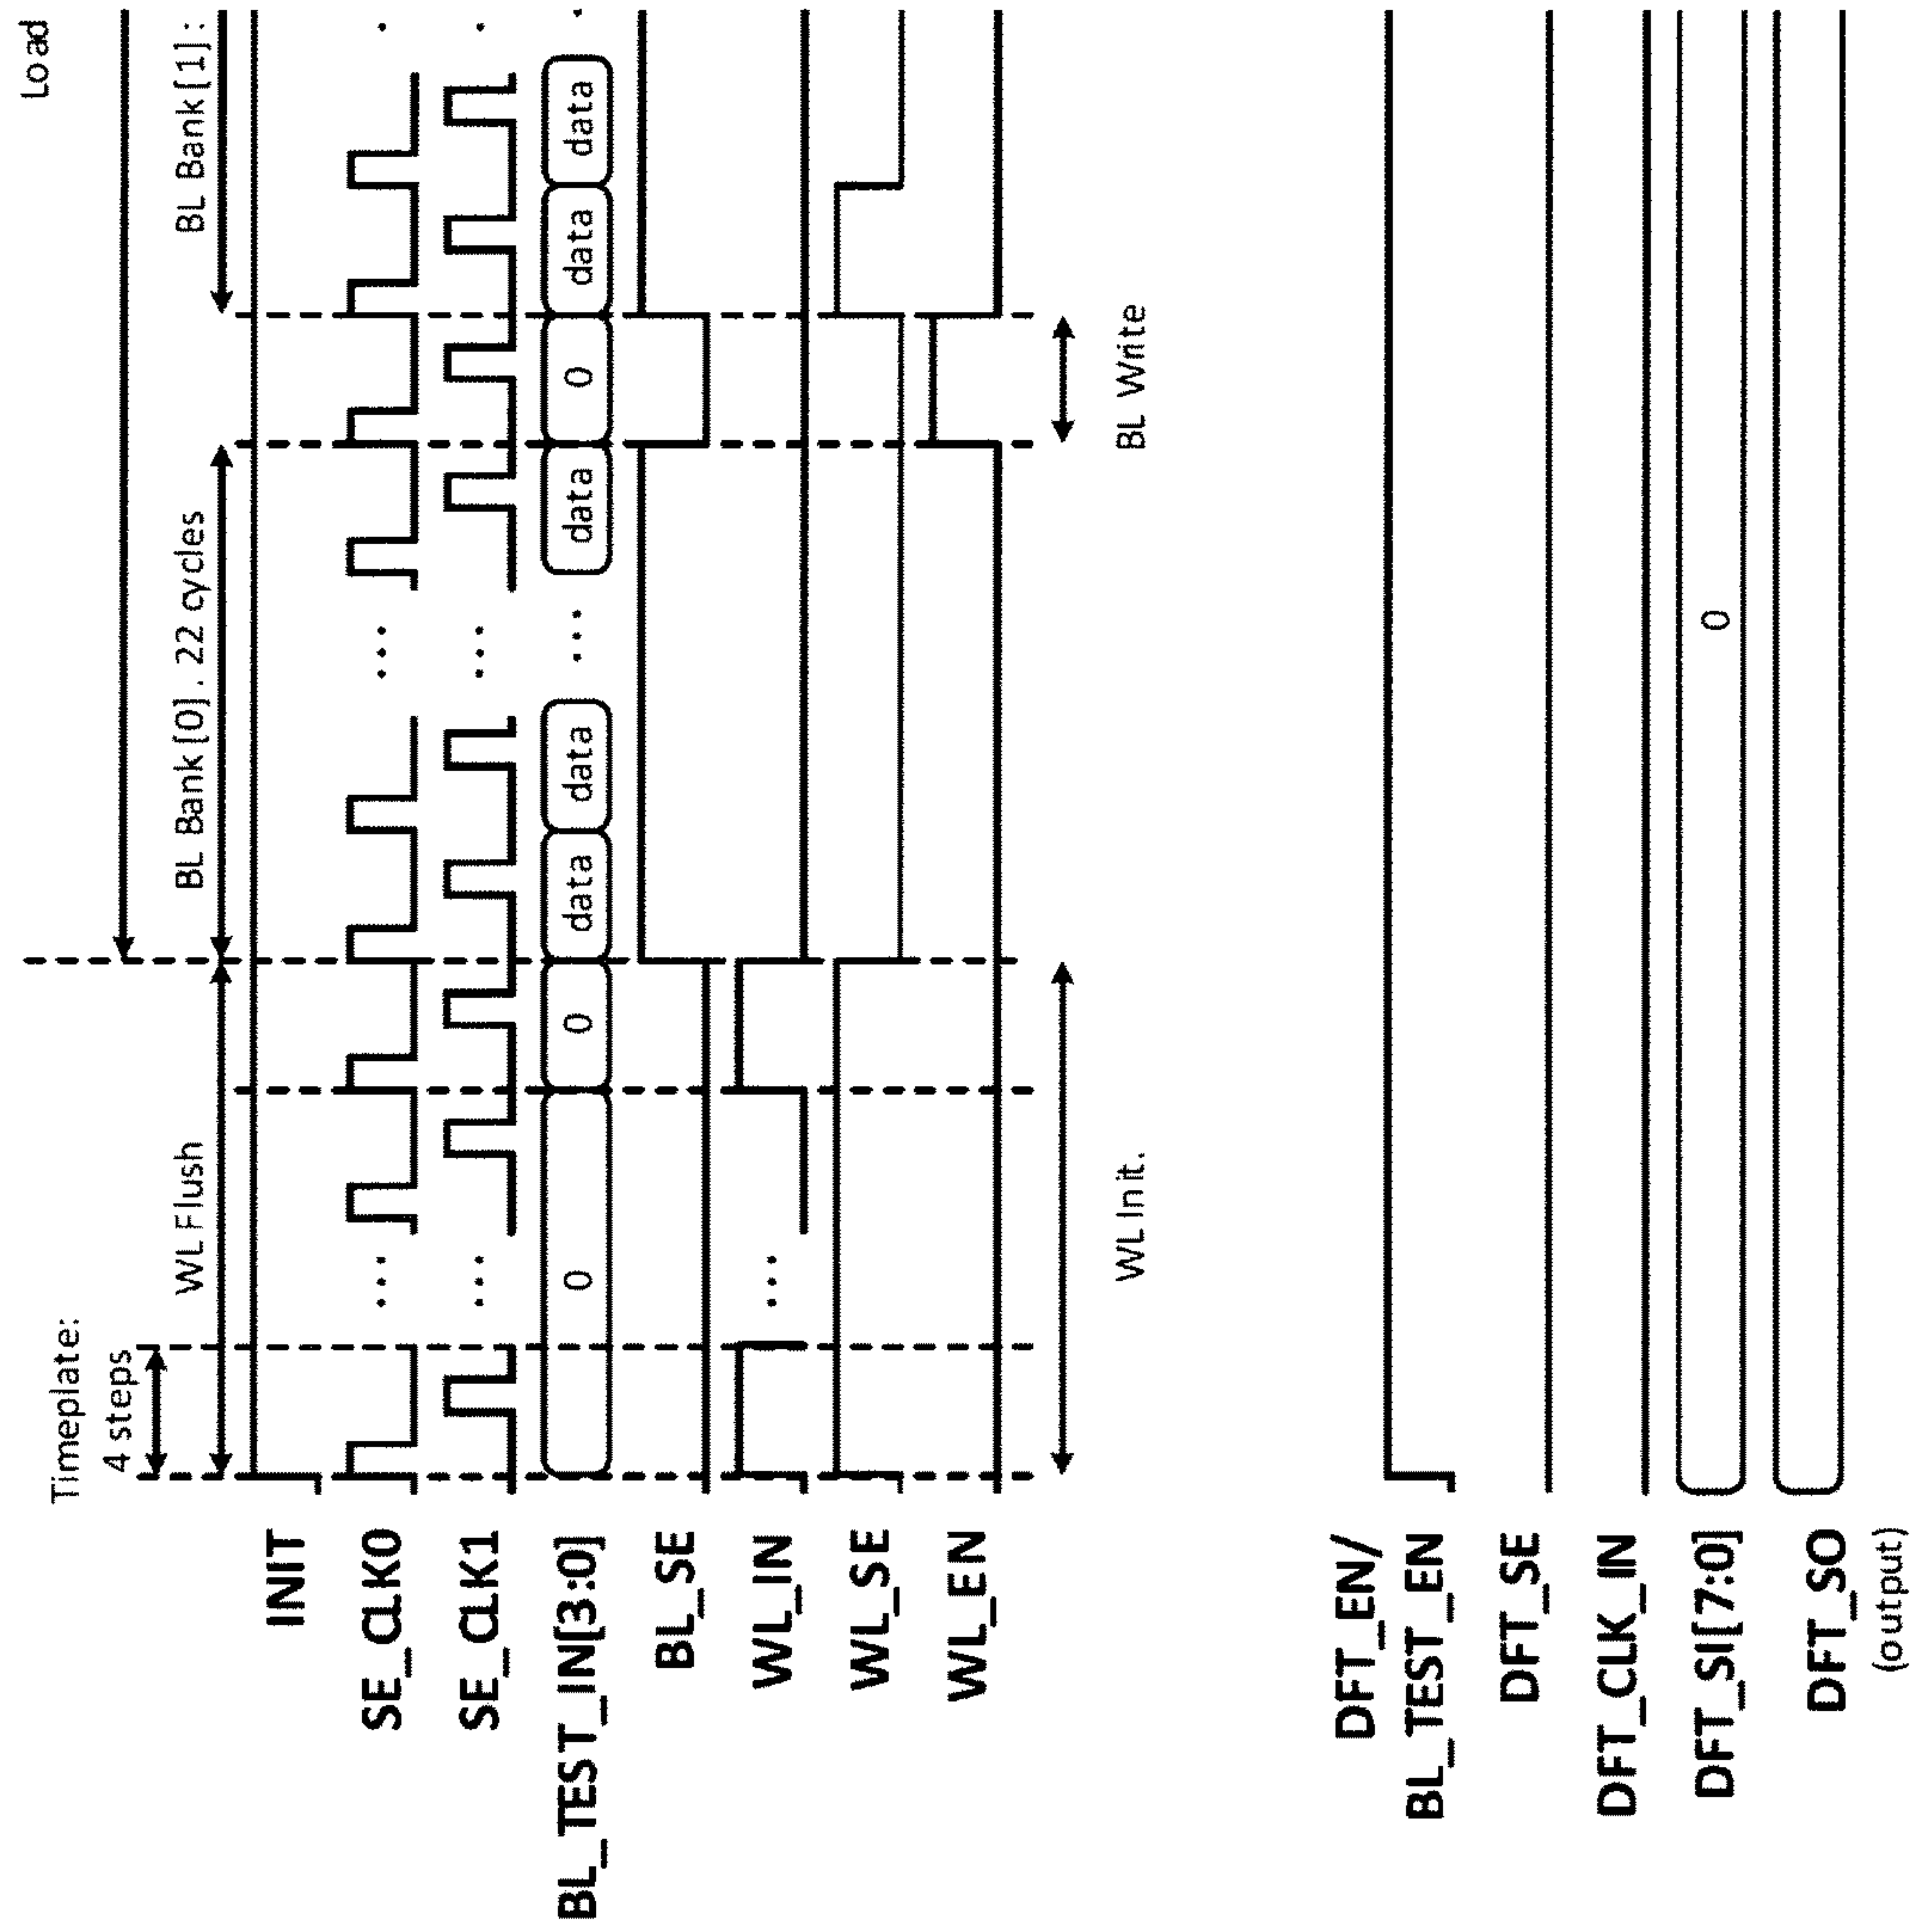 Load
Timeplate:
4 steps
WL Flush
BL Bank[0], 22 cycles
BL Bank[1]:
INIT
SE_CLK0
...
.
SE_CLK1
...
.
BL_TEST_IN[3:0]
0
0
data
data
...
data
0
data
data
.
BL_SE
WL_IN
...
WL_SE
WL_EN
WL Init.
BL Write
DFT_EN/
BL_TEST_EN
DFT_SE
DFT_CLK_IN
DFT_SI[7:0]
0
DFT_SO
(output)